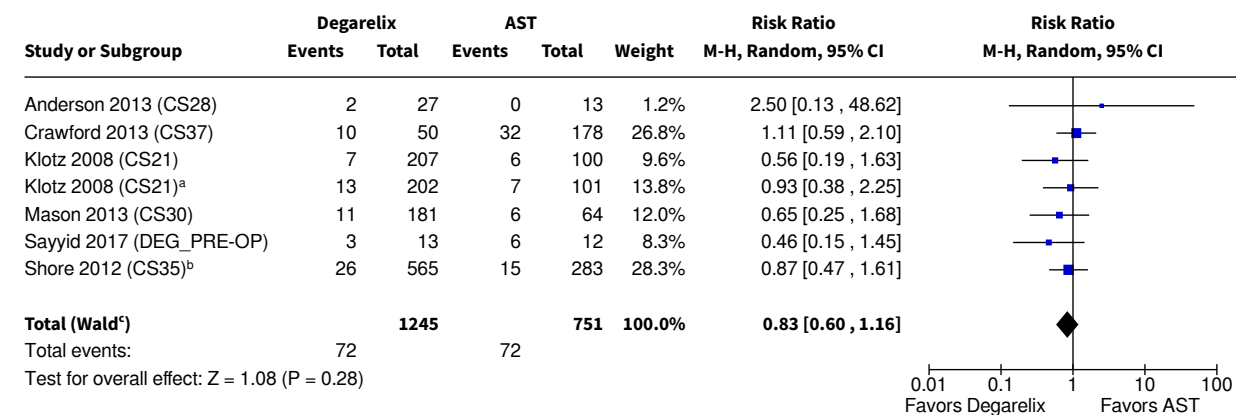 Degarelix AST Risk Ratio Risk Ratio
Study or Subgroup Events Total Events Total Weight M-H, Random, 95% CI M-H, Random, 95% CI
Anderson 2013 (CS28) 2 27 0 13 1.2% 2.50 [0.13 , 48.62]
Crawford 2013 (CS37) 10 50 32 178 26.8% 1.11 [0.59 , 2.10]
Klotz 2008 (CS21) 7 207 6 100 9.6% 0.56 [0.19 , 1.63]
Klotz 2008 (CS21)ᵃ 13 202 7 101 13.8% 0.93 [0.38 , 2.25]
Mason 2013 (CS30) 11 181 6 64 12.0% 0.65 [0.25 , 1.68]
Sayyid 2017 (DEG_PRE-OP) 3 13 6 12 8.3% 0.46 [0.15 , 1.45]
Shore 2012 (CS35)ᵇ 26 565 15 283 28.3% 0.87 [0.47 , 1.61]
Total (Waldᶜ) 1245 751 100.0% 0.83 [0.60 , 1.16]
Total events: 72 72
Test for overall effect: Z = 1.08 (P = 0.28)
0.01 0.1 1 10 100
Favors Degarelix Favors AST